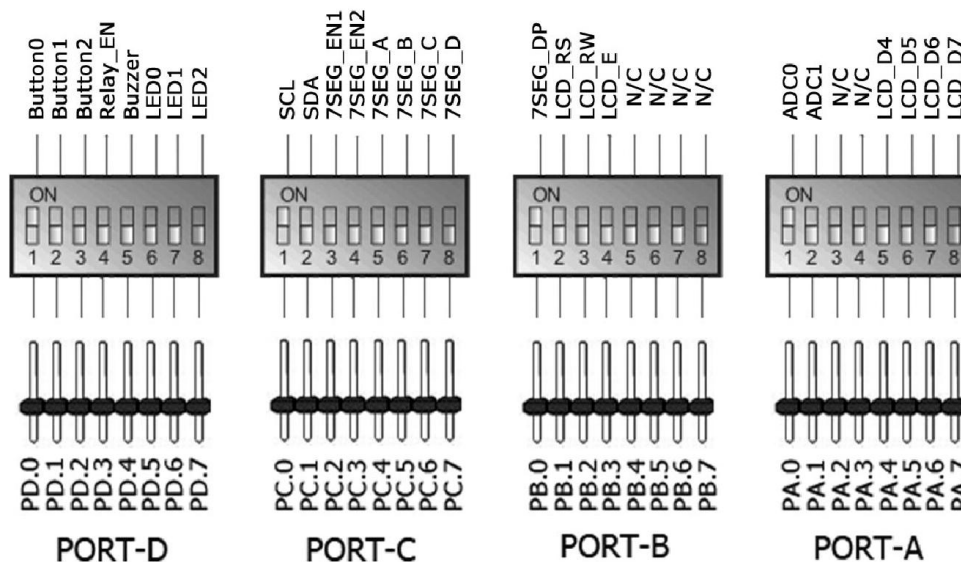 Button0 Button1 Button2 Relay_EN Buzzer LED0 LED1 LED2
SCL SDA 7SEG_EN1 7SEG_EN2 7SEG_A 7SEG_B 7SEG_C 7SEG_D
7SEG_DP LCD_RS LCD_RW LCD_E N/C N/C N/C N/C
ADC0 ADC1 N/C N/C LCD_D4 LCD_D5 LCD_D6 LCD_D7
ON
1 2 3 4 5 6 7 8
ON
1 2 3 4 5 6 7 8
ON
1 2 3 4 5 6 7 8
ON
1 2 3 4 5 6 7 8
PD.0 PD.1 PD.2 PD.3 PD.4 PD.5 PD.6 PD.7
PC.0 PC.1 PC.2 PC.3 PC.4 PC.5 PC.6 PC.7
PB.0 PB.1 PB.2 PB.3 PB.4 PB.5 PB.6 PB.7
PA.0 PA.1 PA.2 PA.3 PA.4 PA.5 PA.6 PA.7
PORT-D
PORT-C
PORT-B
PORT-A